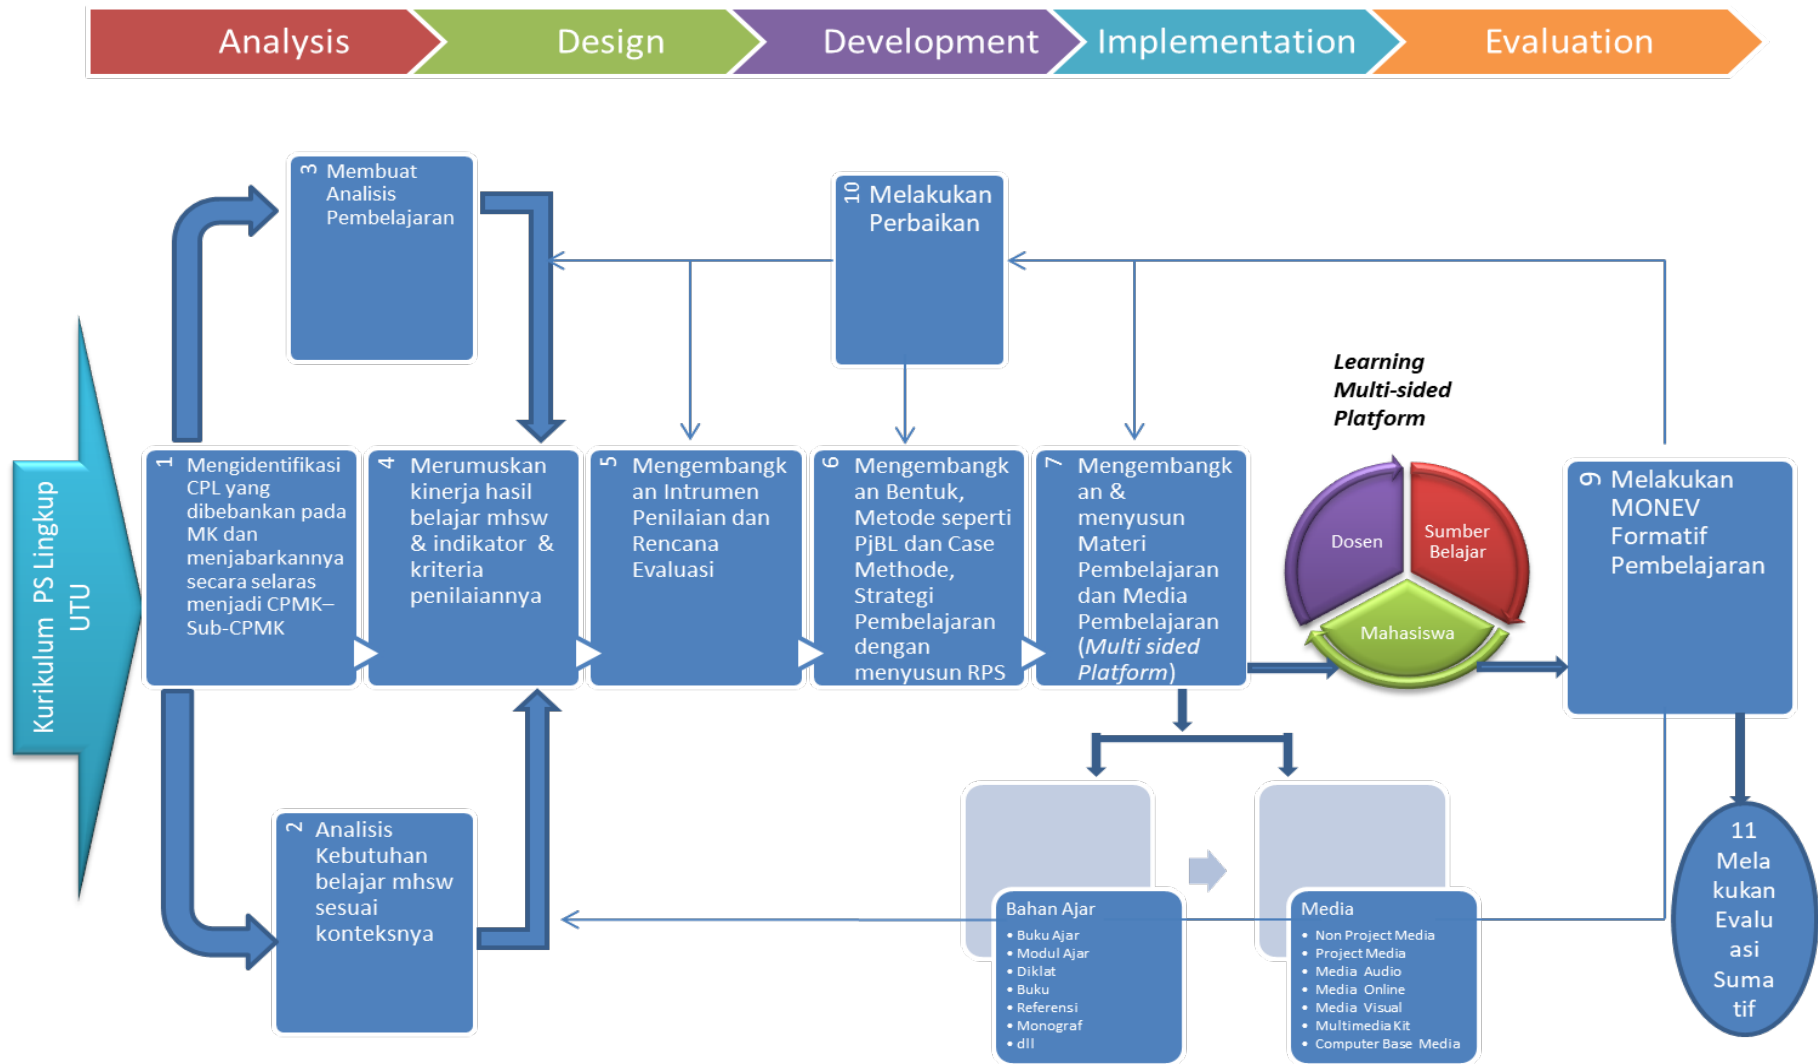 Analysis
Design
Development
Implementation
Evaluation
Kurikulum PS Lingkup
UTU
3
Membuat
Analisis
Pembelajaran
10
Melakukan
Perbaikan
1
Mengidentifikasi
CPL yang
dibebankan pada
MK dan
menjabarkannya
secara selaras
menjadi CPMK–
Sub-CPMK
4
Merumuskan
kinerja hasil
belajar mhsw
& indikator &
kriteria
penilaiannya
5
Mengembangk
an Intrumen
Penilaian dan
Rencana
Evaluasi
6
Mengembangk
an Bentuk,
Metode seperti
PjBL dan Case
Methode,
Strategi
Pembelajaran
dengan
menyusun RPS
7
Mengembangk
an &
menyusun
Materi
Pembelajaran
dan Media
Pembelajaran
(Multi sided
Platform)
Learning
Multi-sided
Platform
Dosen
Sumber
Belajar
Mahasiswa
9
Melakukan
MONEV
Formatif
Pembelajaran
2
Analisis
Kebutuhan
belajar mhsw
sesuai
konteksnya
Bahan Ajar
• Buku Ajar
• Modul Ajar
• Diklat
• Buku
• Referensi
• Monograf
• dll
Media
• Non Project Media
• Project Media
• Media Audio
• Media Online
• Media Visual
• Multimedia Kit
• Computer Base Media
11
Mela
kukan
Evalu
asi
Suma
tif